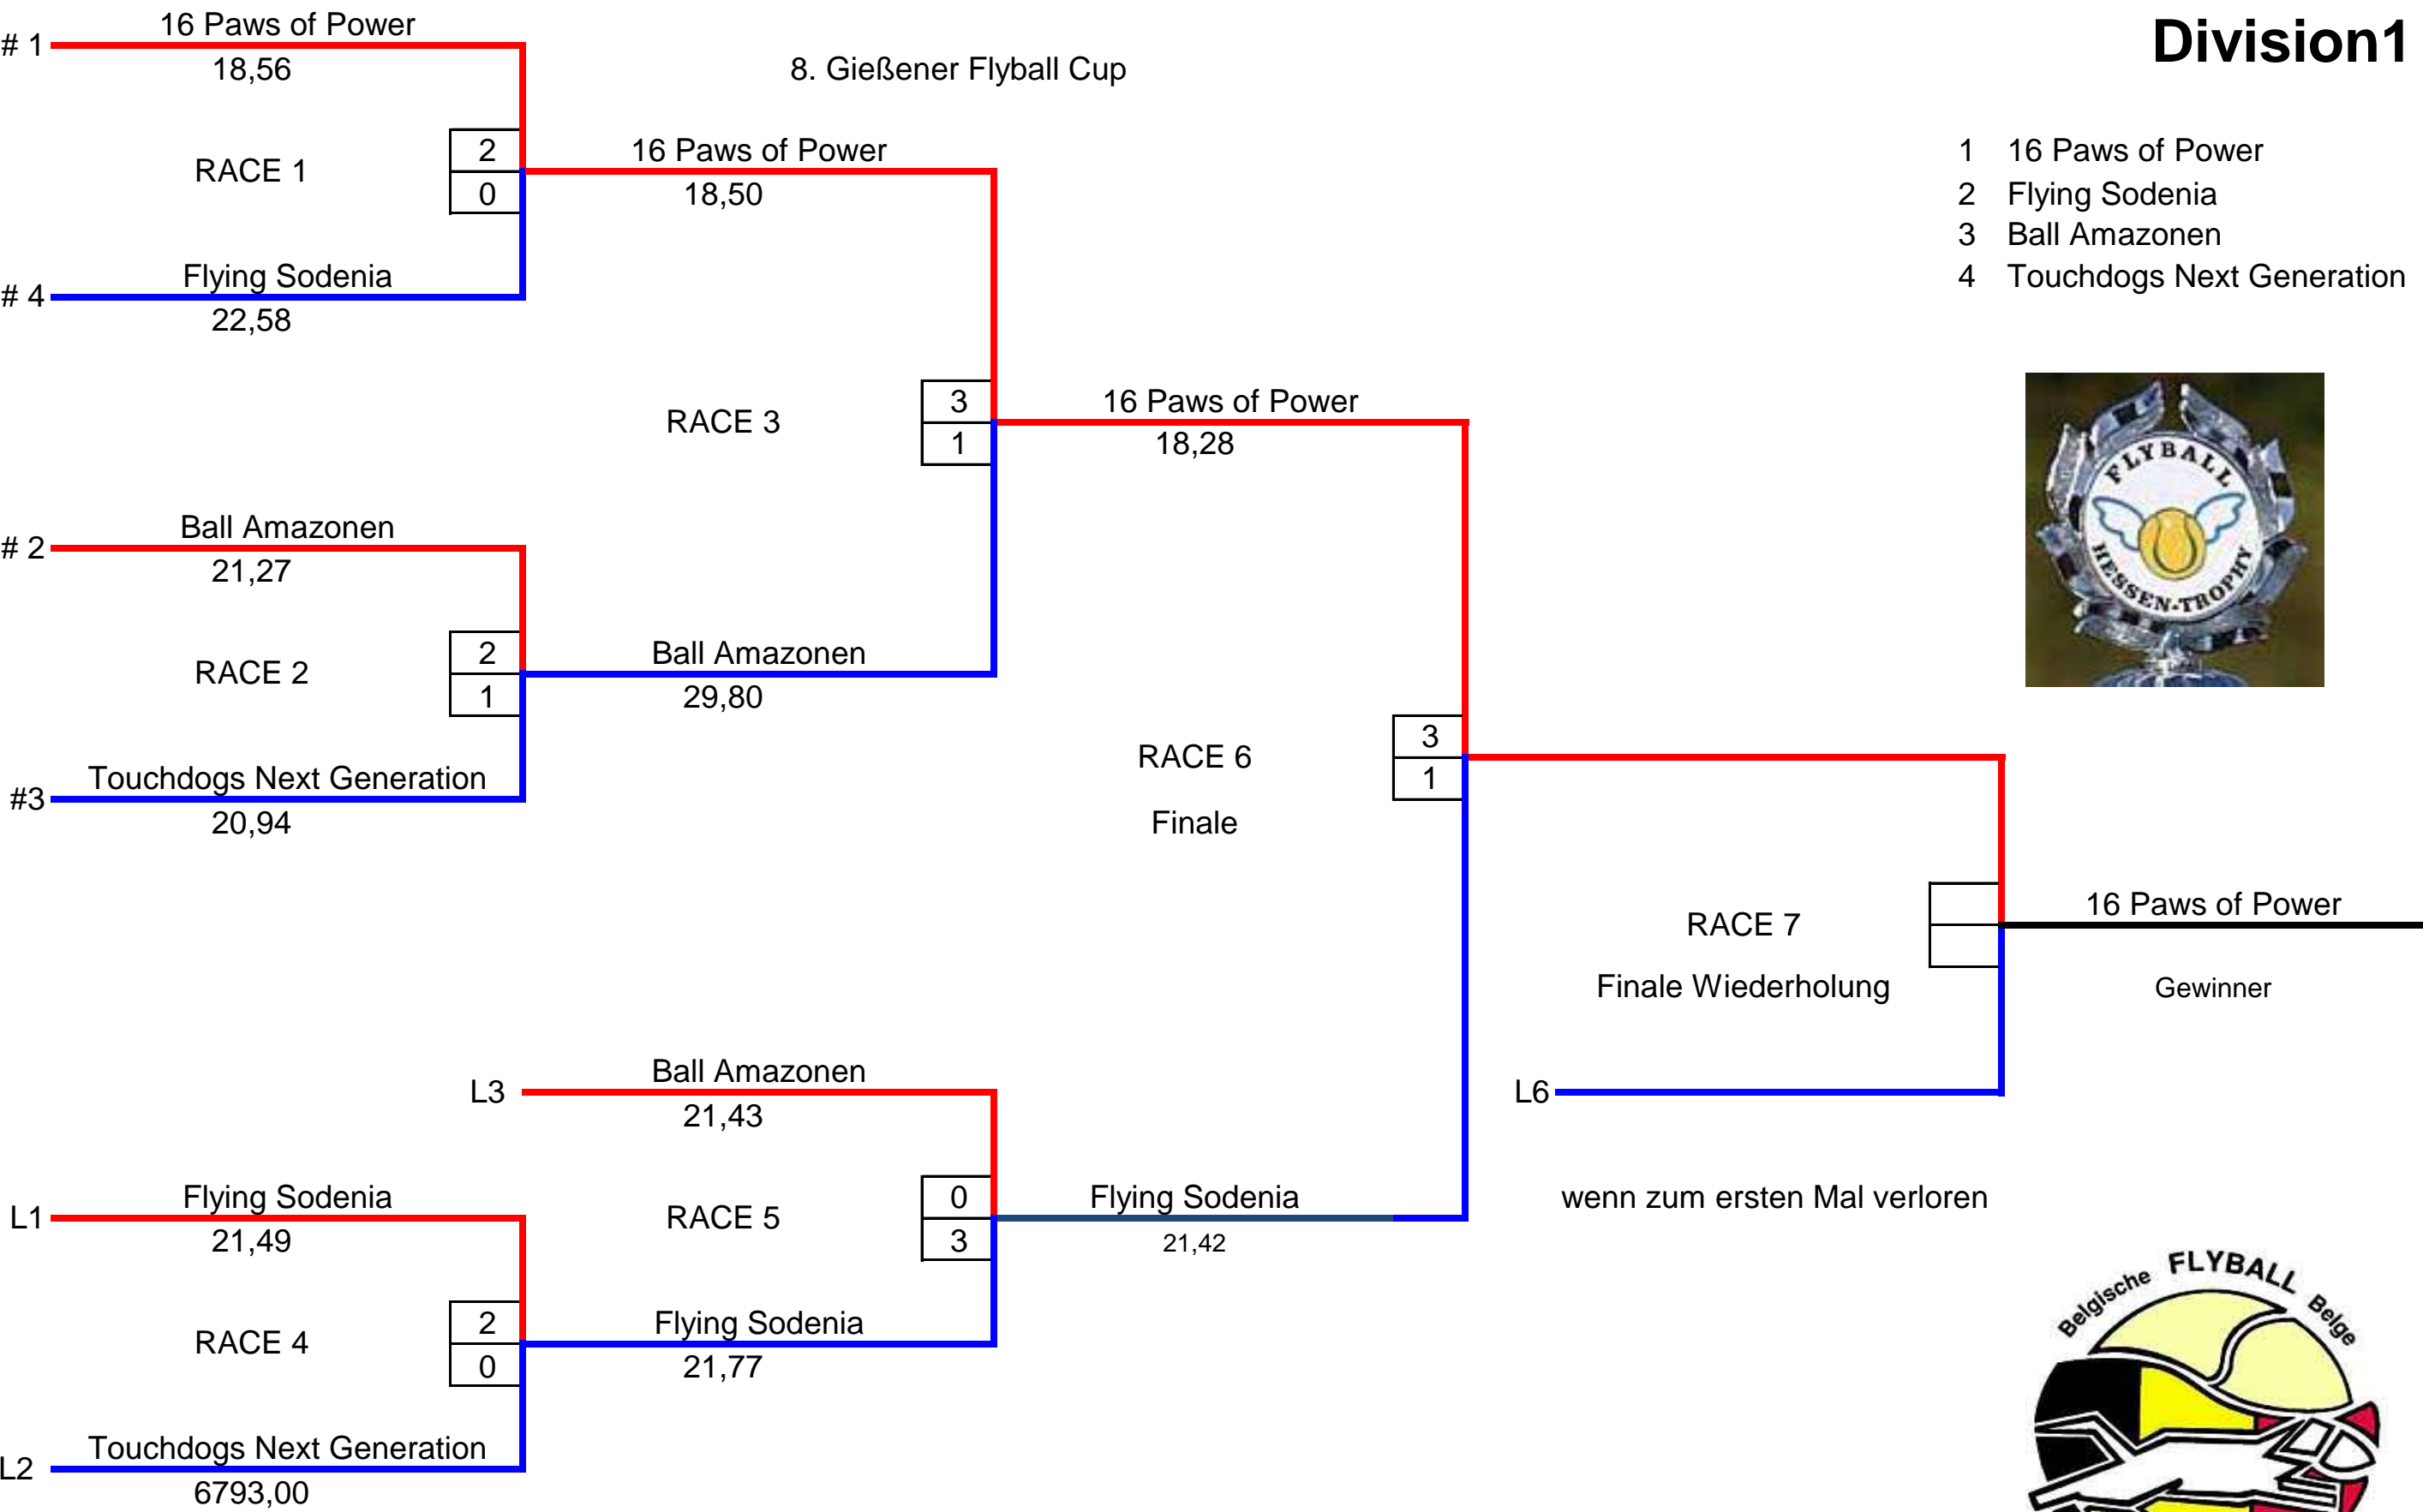 Division1
8. Gießener Flyball Cup
# 1
16 Paws of Power
18,56
RACE 1
2
0
# 4
Flying Sodenia
22,58
16 Paws of Power
18,50
1 16 Paws of Power
2 Flying Sodenia
3 Ball Amazonen
4 Touchdogs Next Generation
FLYBALL
HESSEN-TROPHY
RACE 3
3
1
16 Paws of Power
18,28
# 2
Ball Amazonen
21,27
RACE 2
2
1
#3
Touchdogs Next Generation
20,94
Ball Amazonen
29,80
RACE 6
Finale
3
1
RACE 7
Finale Wiederholung
16 Paws of Power
Gewinner
L6
wenn zum ersten Mal verloren
L3
Ball Amazonen
21,43
RACE 5
0
3
Flying Sodenia
21,42
L1
Flying Sodenia
21,49
RACE 4
2
0
Flying Sodenia
21,77
L2
Touchdogs Next Generation
6793,00
Belgische FLYBALL Belge